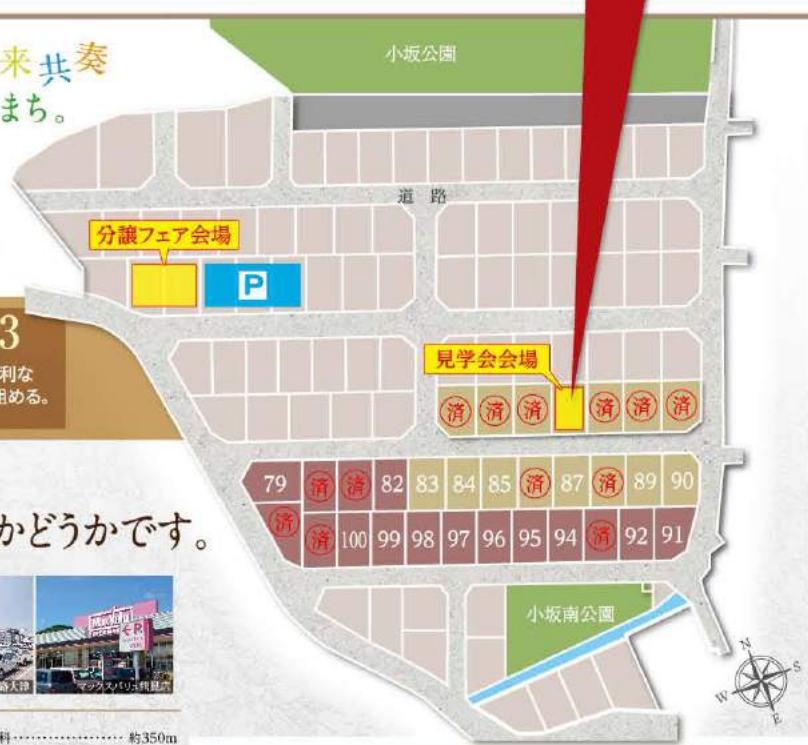 来共奏
まち。
小坂公園
道 路
分譲フェア会場
P
3
利な
組める。
見学会会場
済 済 済 済 済 済
79 済 済 82 83 84 85 済 87 済 89 90
済 済 100 99 98 97 96 95 94 済 92 91
かどうかです。
小坂南公園
MaxValu
P
N
S
W
E
約350m